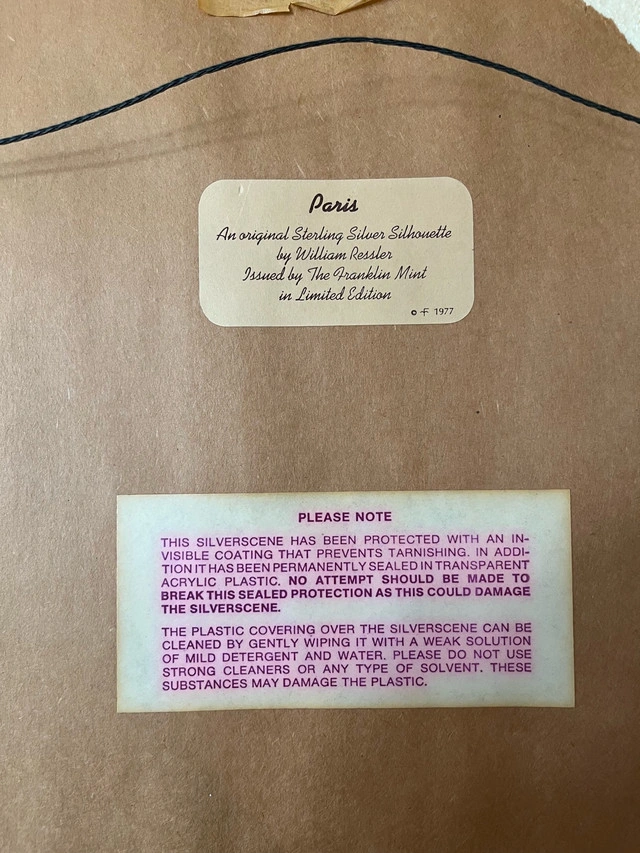 Paris
An original Sterling Silver Silhouette
by William Ressler
Issued by The Franklin Mint
in Limited Edition
© F 1977
PLEASE NOTE
THIS SILVERSCENE HAS BEEN PROTECTED WITH AN IN-
VISIBLE COATING THAT PREVENTS TARNISHING. IN ADDI-
TION IT HAS BEEN PERMANENTLY SEALED IN TRANSPARENT
ACRYLIC PLASTIC. NO ATTEMPT SHOULD BE MADE TO
BREAK THIS SEALED PROTECTION AS THIS COULD DAMAGE
THE SILVERSCENE.
THE PLASTIC COVERING OVER THE SILVERSCENE CAN BE
CLEANED BY GENTLY WIPING IT WITH A WEAK SOLUTION
OF MILD DETERGENT AND WATER. PLEASE DO NOT USE
STRONG CLEANERS OR ANY TYPE OF SOLVENT. THESE
SUBSTANCES MAY DAMAGE THE PLASTIC.